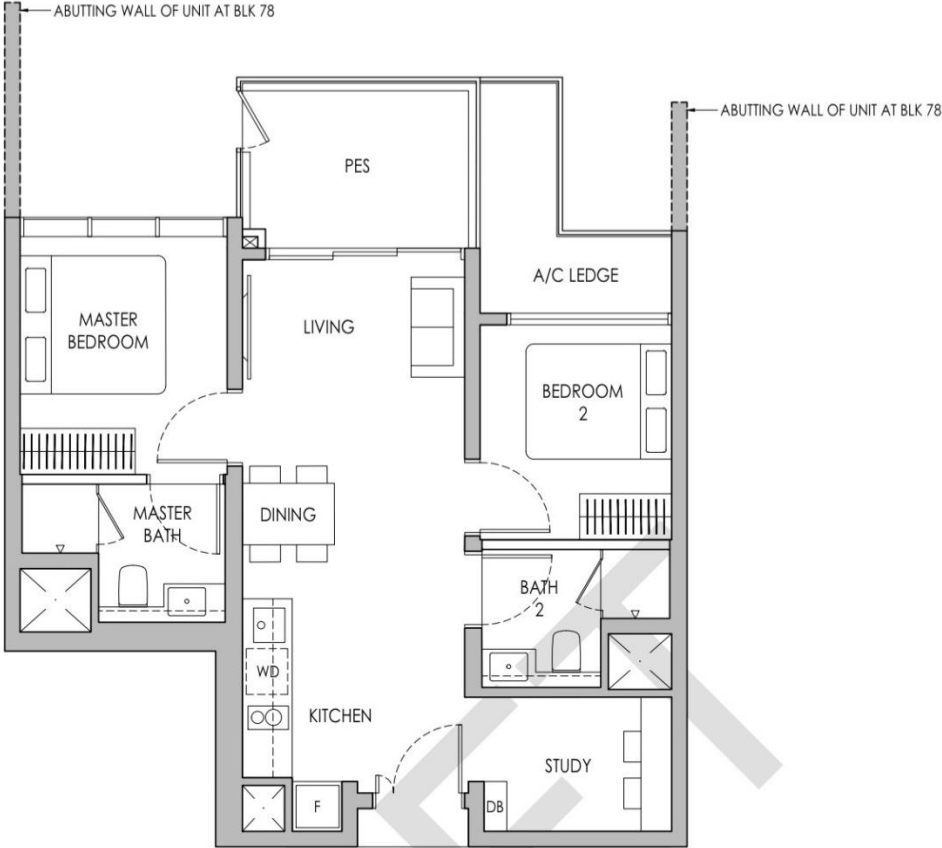 ABUTTING WALL OF UNIT AT BLK 78
ABUTTING WALL OF UNIT AT BLK 78
PES
A/C LEDGE
MASTER
BEDROOM
LIVING
BEDROOM
2
MASTER
BATH
DINING
BATH
2
WD
KITCHEN
STUDY
F
DB